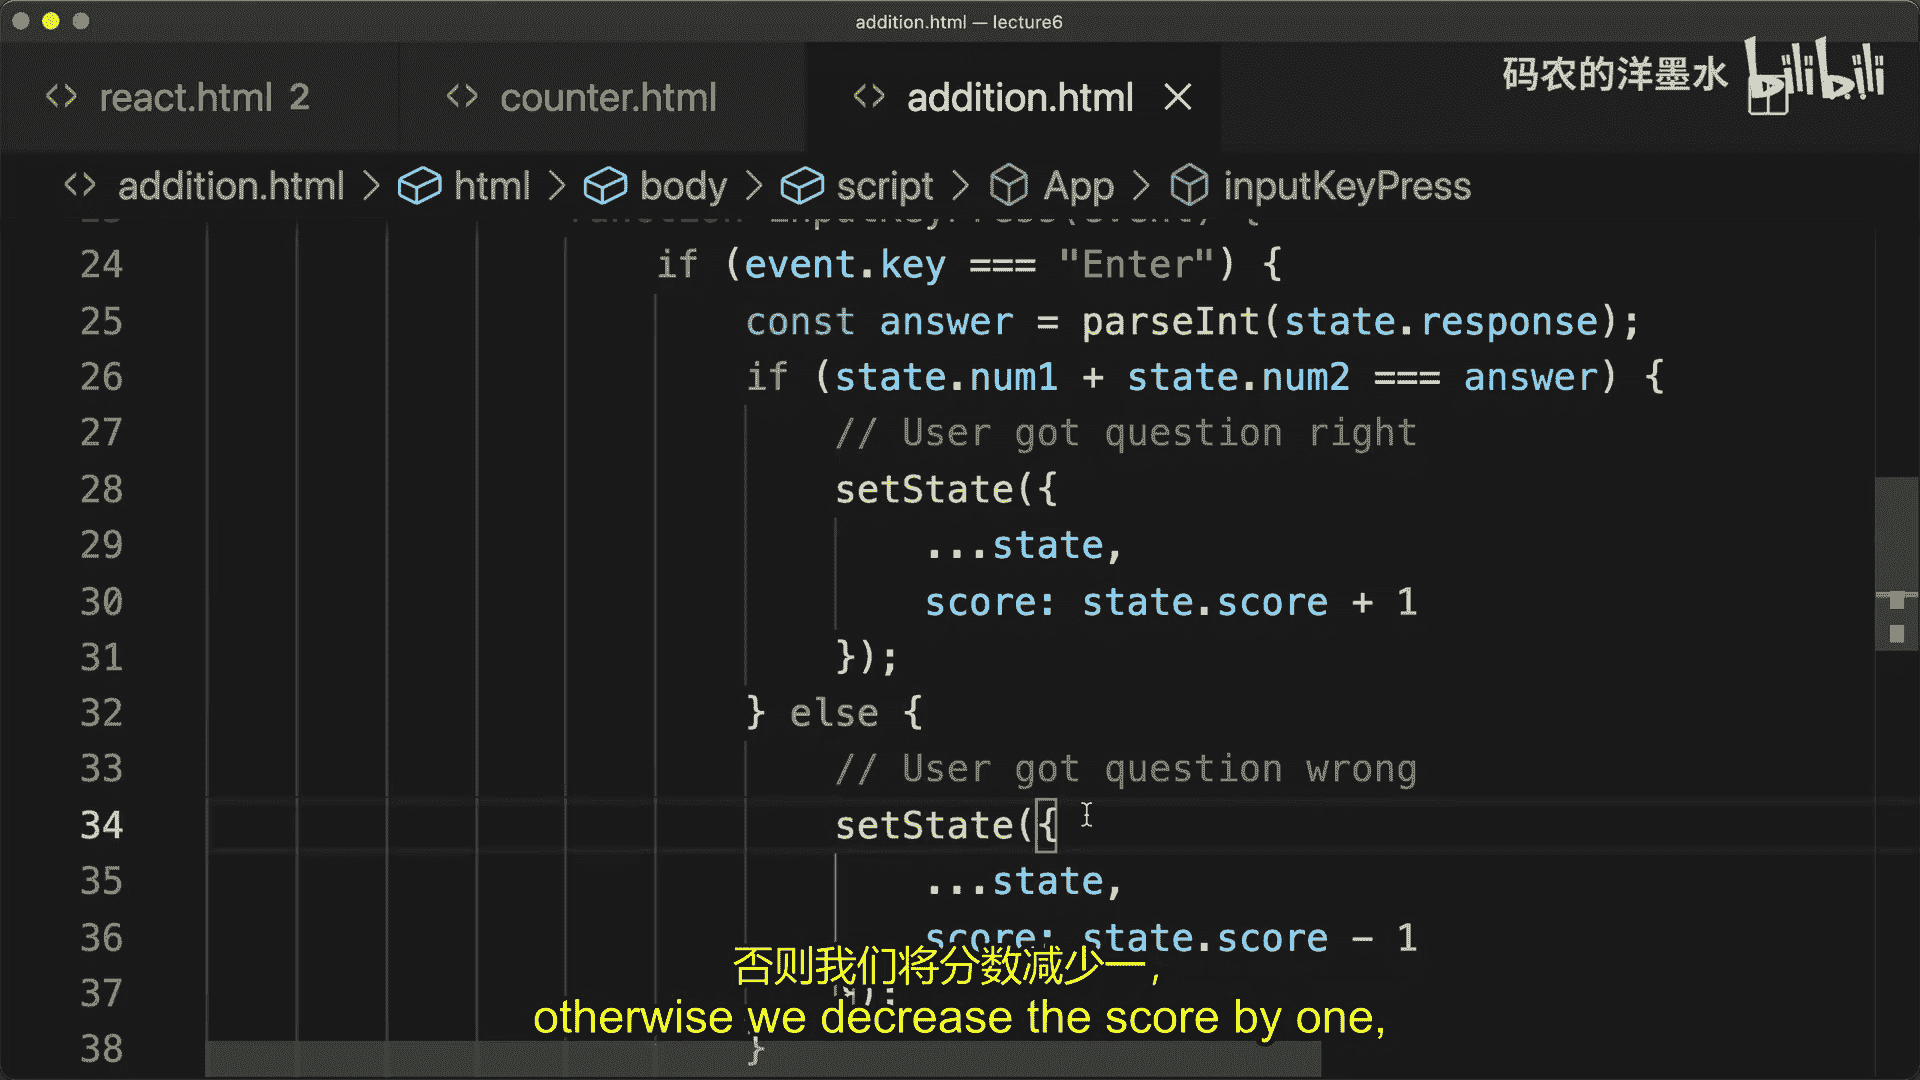 addition.html — lecture6
<> react.html 2 <> counter.html <> addition.html ×
码农的洋墨水 bilibili
<> addition.html > html > body > script > App > inputKeyPress
23 function inputKeyPress(event) {
24 if (event.key === "Enter") {
25 const answer = parseInt(state.response);
26 if (state.num1 + state.num2 === answer) {
27 // User got question right
28 setState({
29 ...state,
30 score: state.score + 1
31 });
32 } else {
33 // User got question wrong
34 setState({
35 ...state,
36 score: state.score - 1
37 });
38 }
否则我们将分数减少一,
otherwise we decrease the score by one,